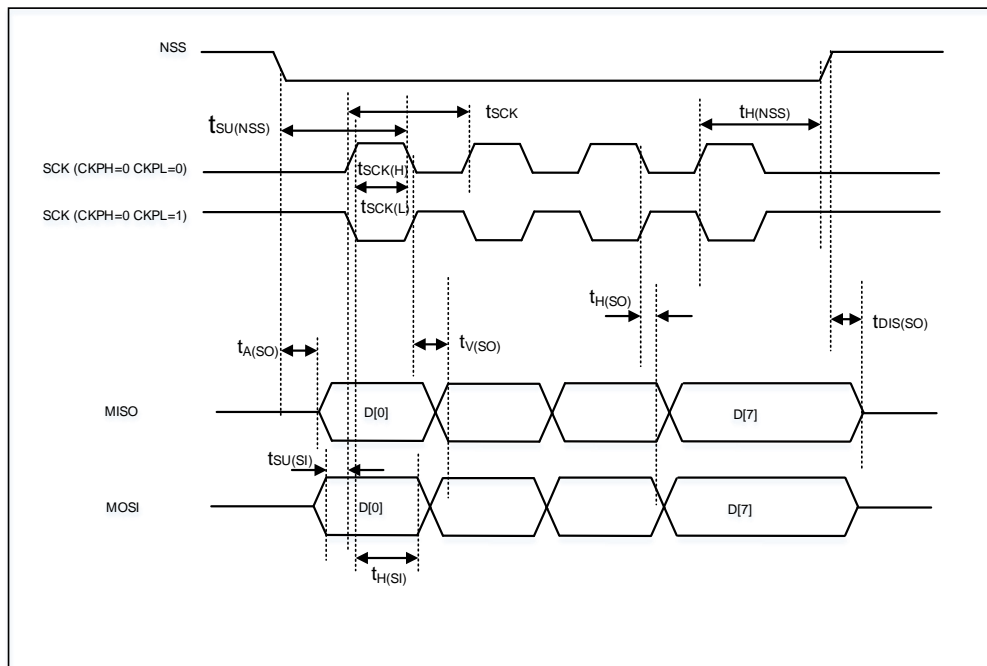 NSS
tSCK
tSU(NSS)
tH(NSS)
SCK (CKPH=0 CKPL=0)
tSCK(H)
tSCK(L)
SCK (CKPH=0 CKPL=1)
tH(SO)
tDIS(SO)
tA(SO)
tV(SO)
MISO
D[0]
D[7]
tSU(SI)
MOSI
D[0]
D[7]
tH(SI)